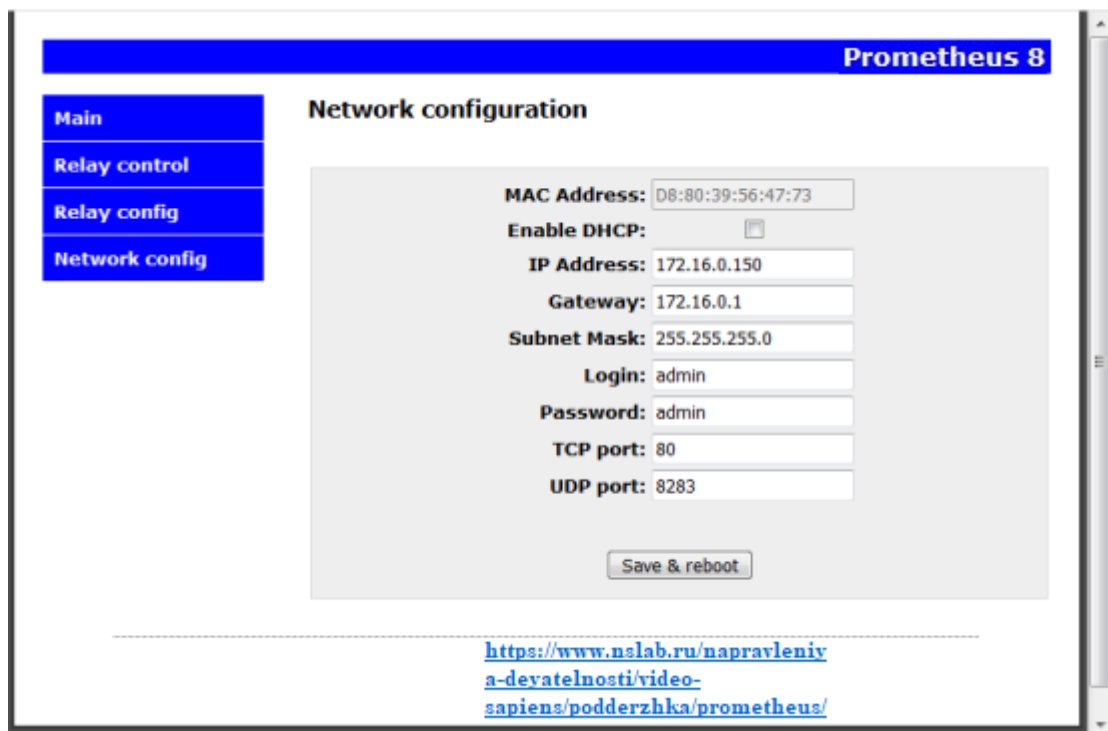 Prometheus 8
Main
Relay control
Relay config
Network config
Network configuration
MAC Address: D8:80:39:56:47:73
Enable DHCP:
IP Address: 172.16.0.150
Gateway: 172.16.0.1
Subnet Mask: 255.255.255.0
Login: admin
Password: admin
TCP port: 80
UDP port: 8283
Save & reboot
https://www.nslab.ru/napravleniy
a-deyatelnosti/video-
sapiens/podderzhka/prometheus/